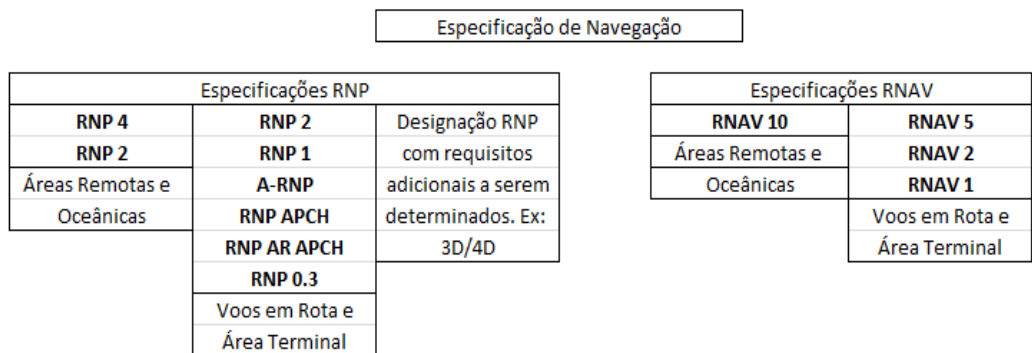 Especificação de Navegação
Especificações RNP
RNP 4
RNP 2
Áreas Remotas e
Oceânicas
RNP 2
RNP 1
A-RNP
RNP APCH
RNP AR APCH
RNP 0.3
Voos em Rota e
Área Terminal
Designação RNP
com requisitos
adicionais a serem
determinados. Ex:
3D/4D
Especificações RNAV
RNAV 10
Áreas Remotas e
Oceânicas
RNAV 5
RNAV 2
RNAV 1
Voos em Rota e
Área Terminal